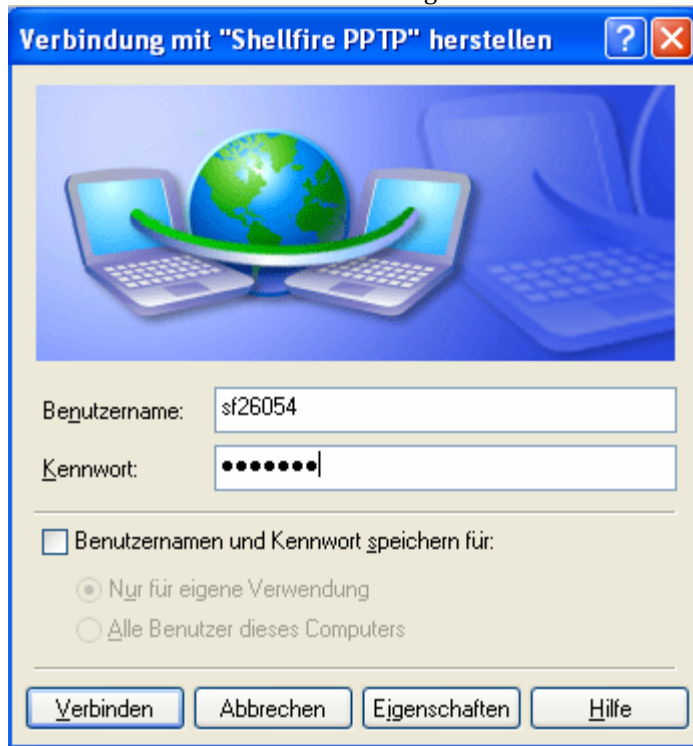 Verbindung mit "Shellfire PPTP" herstellen
Benutzername: sf26054
Kennwort: •••••••
Benutzernamen und Kennwort speichern für:
Nur für eigene Verwendung
Alle Benutzer dieses Computers
Verbinden Abbrechen Eigenschaften Hilfe